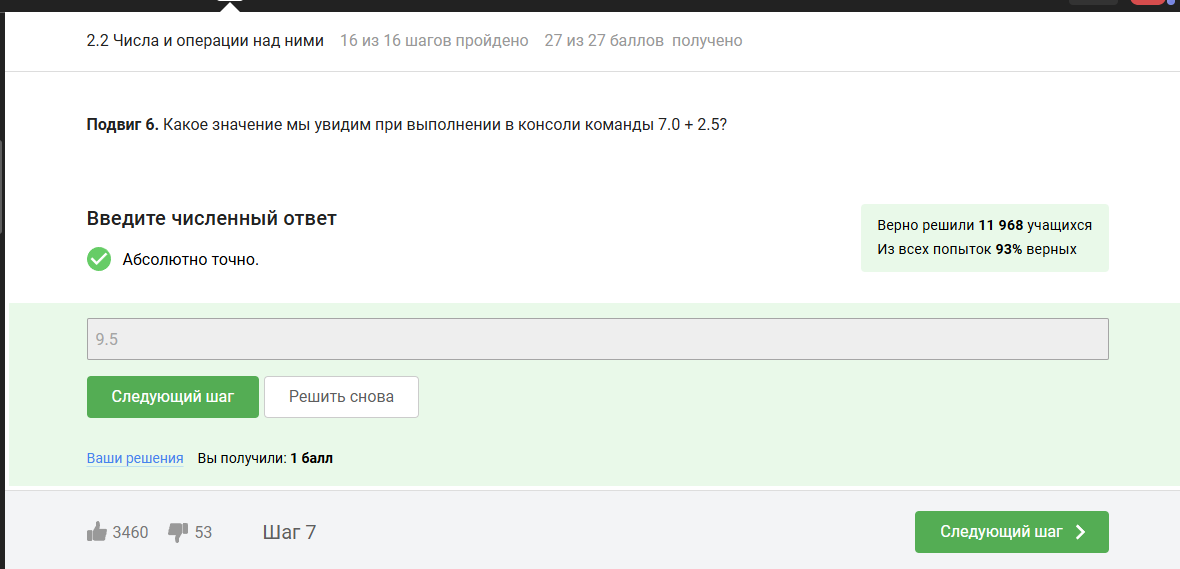 2.2 Числа и операции над ними 16 из 16 шагов пройдено 27 из 27 баллов получено
Подвиг 6. Какое значение мы увидим при выполнении в консоли команды 7.0 + 2.5?
Введите численный ответ
Абсолютно точно.
Верно решили 11 968 учащихся
Из всех попыток 93% верных
9.5
Следующий шаг
Решить снова
Ваши решения Вы получили: 1 балл
3460 53 Шаг 7
Следующий шаг